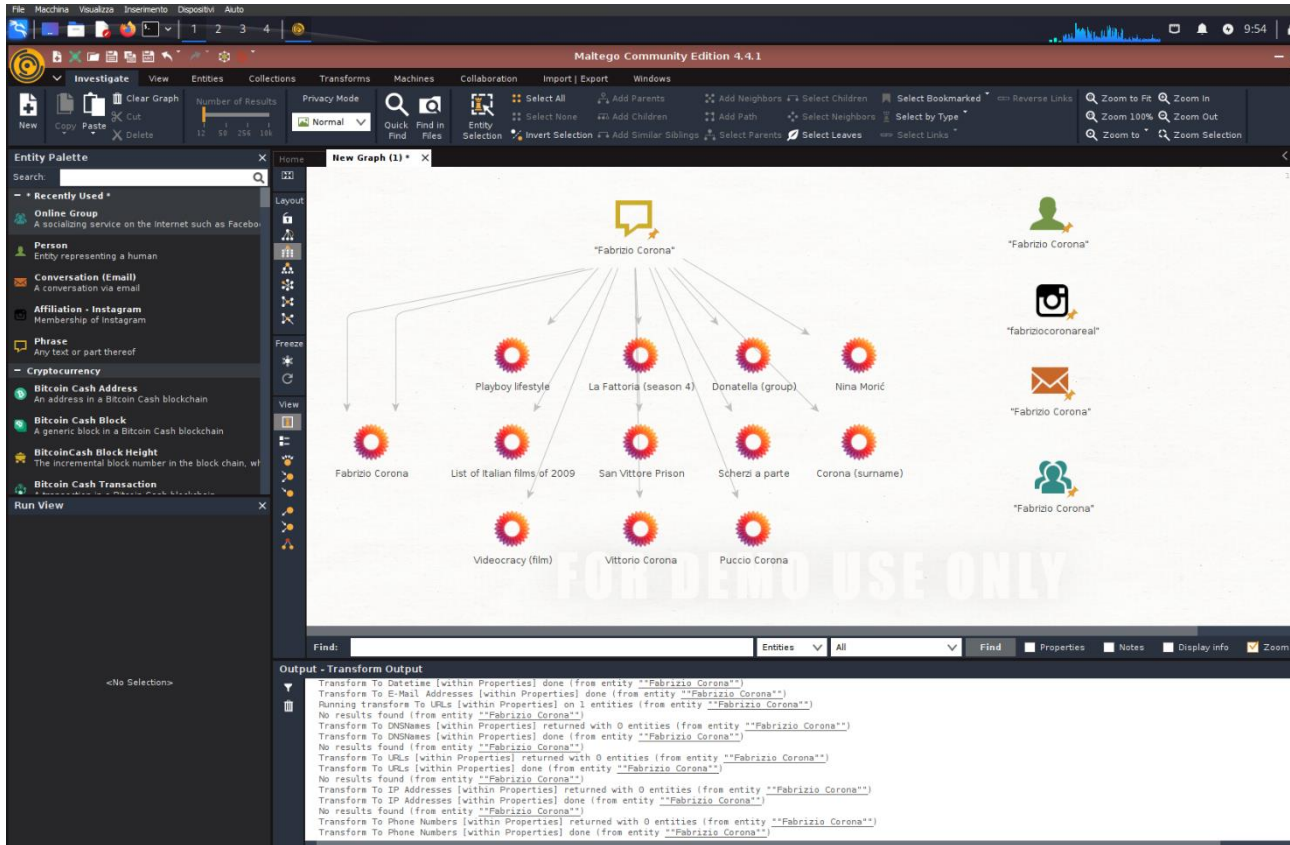 File Macchina Visualizza Inserimento Dispositivi Aiuto
1 2 3 4 9:54
Maltego Community Edition 4.4.1
Investigate View Entities Collections Transforms Machines Collaboration Import | Export Windows
New
Copy
Paste
Clear Graph
Cut
Delete
Number of Results
12 50 256 10k
Privacy Mode
Normal
Quick Find
Find in Files
Entity Selection
Select All
Select None
Invert Selection
Add Parents
Add Children
Add Similar Siblings
Add Neighbors
Add Path
Select Parents
Select Children
Select Neighbors
Select Leaves
Select Bookmarked
Select by Type
Select Links
Reverse Links
Zoom to Fit
Zoom 100%
Zoom to
Zoom In
Zoom Out
Zoom Selection
Entity Palette
Search:
* Recently Used *
Online Group
A socializing service on the Internet such as Facebo
Person
Entity representing a human
Conversation (Email)
A conversation via email
Affiliation - Instagram
Membership of Instagram
Phrase
Any text or part thereof
Cryptocurrency
Bitcoin Cash Address
An address in a Bitcoin Cash blockchain
Bitcoin Cash Block
A generic block in a Bitcoin Cash blockchain
BitcoinCash Block Height
The incremental block number in the block chain, wh
Bitcoin Cash Transaction
Run View
<No Selection>
Home New Graph (1) *
Layout
Freeze
View
"Fabrizio Corona"
"Fabrizio Corona"
"fabriziocoronareal"
"Fabrizio Corona"
"Fabrizio Corona"
Playboy lifestyle
La Fattoria (season 4)
Donatella (group)
Nina Morić
Fabrizio Corona
List of Italian films of 2009
San Vittore Prison
Scherzi a parte
Corona (surname)
Videocracy (film)
Vittorio Corona
Puccio Corona
FOR DEMO USE ONLY
Find: Entities All Find Properties Notes Display info Zoom
Output - Transform Output
Transform To Datetime [within Properties] done (from entity ""Fabrizio Corona"")
Transform To E-Mail Addresses [within Properties] done (from entity ""Fabrizio Corona"")
Running transform To URLs [within Properties] on 1 entities (from entity ""Fabrizio Corona"")
No results found (from entity ""Fabrizio Corona"")
Transform To DNSNames [within Properties] returned with 0 entities (from entity ""Fabrizio Corona"")
Transform To DNSNames [within Properties] done (from entity ""Fabrizio Corona"")
No results found (from entity ""Fabrizio Corona"")
Transform To URLs [within Properties] returned with 0 entities (from entity ""Fabrizio Corona"")
Transform To URLs [within Properties] done (from entity ""Fabrizio Corona"")
No results found (from entity ""Fabrizio Corona"")
Transform To IP Addresses [within Properties] returned with 0 entities (from entity ""Fabrizio Corona"")
Transform To IP Addresses [within Properties] done (from entity ""Fabrizio Corona"")
No results found (from entity ""Fabrizio Corona"")
Transform To Phone Numbers [within Properties] returned with 0 entities (from entity ""Fabrizio Corona"")
Transform To Phone Numbers [within Properties] done (from entity ""Fabrizio Corona"")